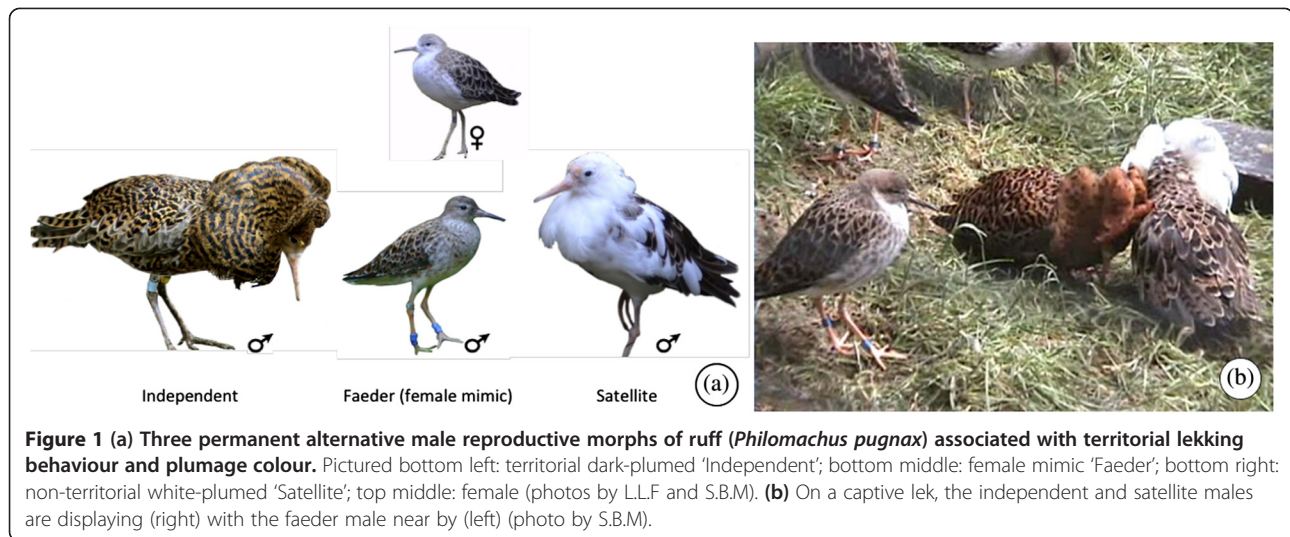 ♀
♂
♂
♂
Independent
Faeder (female mimic)
Satellite
(a)
(b)
Figure 1 (a) Three permanent alternative male reproductive morphs of ruff (Philomachus pugnax) associated with territorial lekking
behaviour and plumage colour. Pictured bottom left: territorial dark-plumed ‘Independent’; bottom middle: female mimic ‘Faeder’; bottom right:
non-territorial white-plumed ‘Satellite’; top middle: female (photos by L.L.F and S.B.M). (b) On a captive lek, the independent and satellite males
are displaying (right) with the faeder male near by (left) (photo by S.B.M).